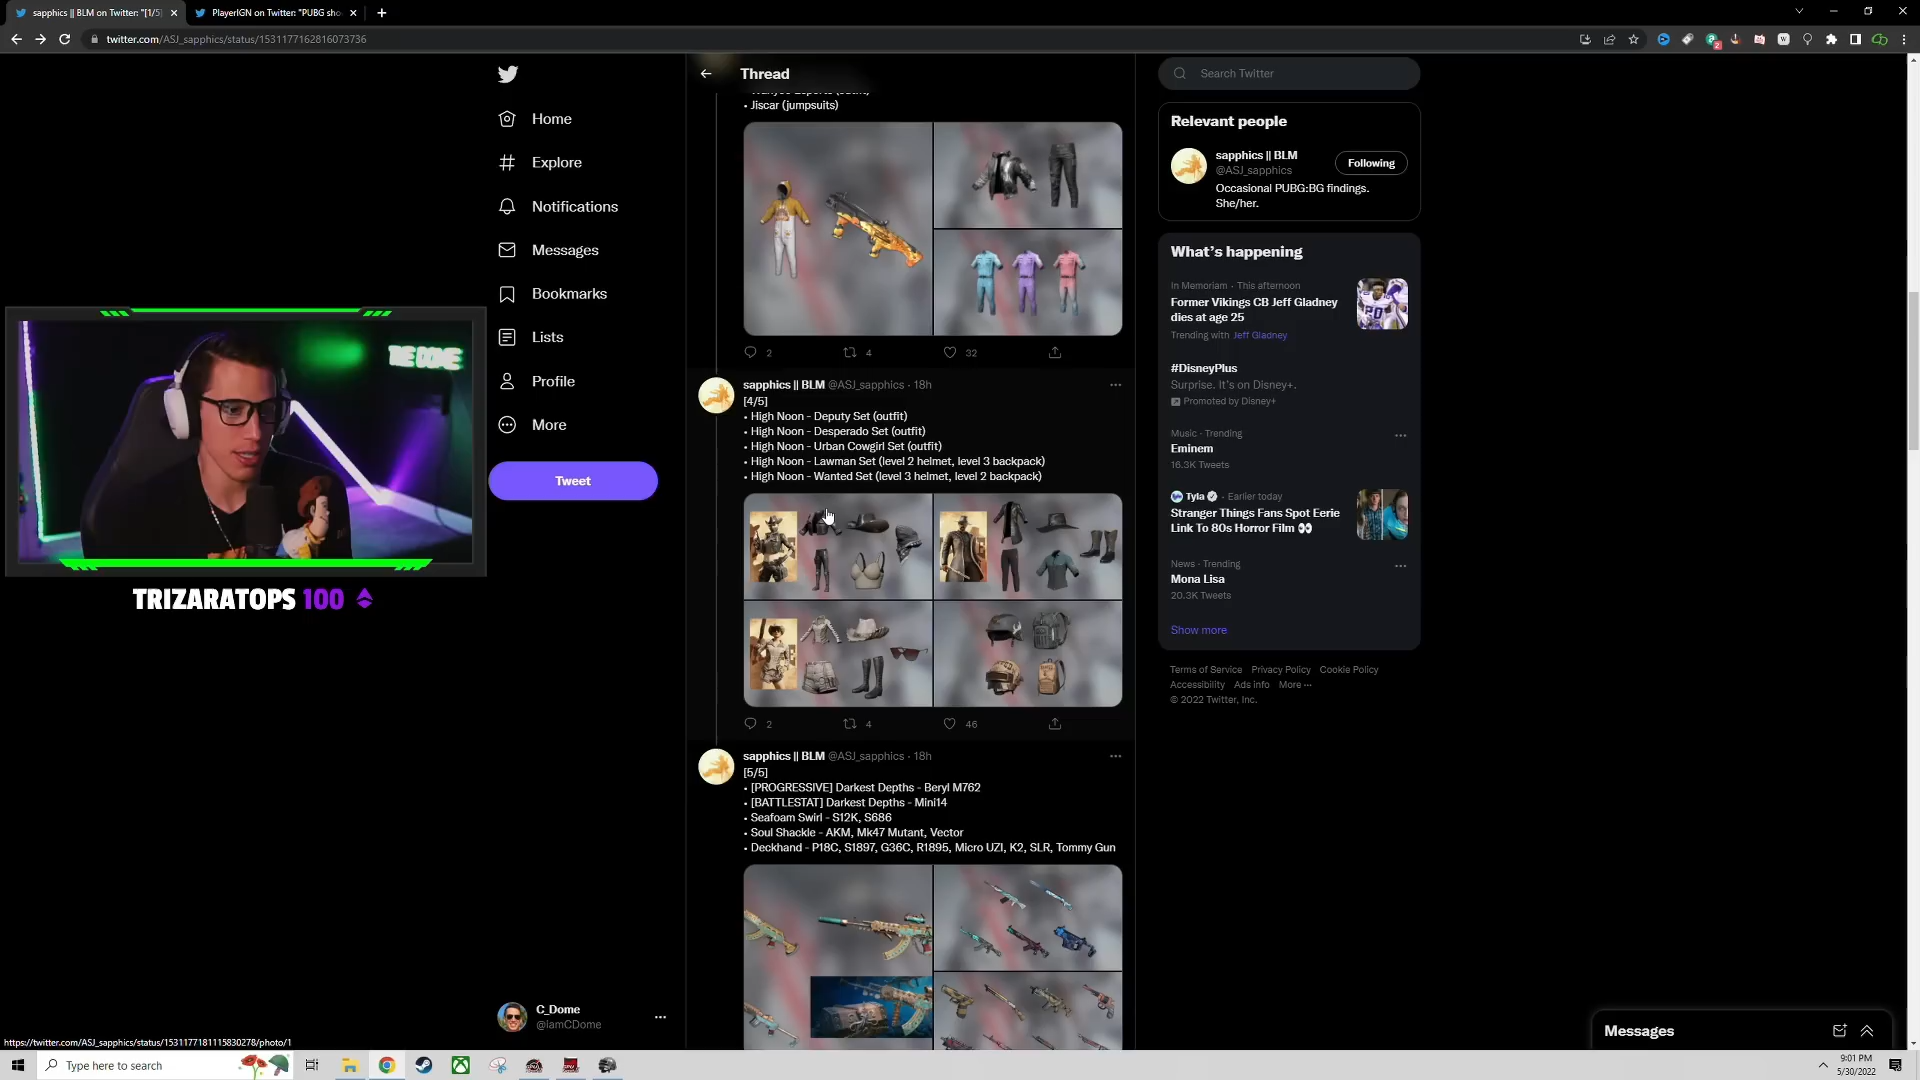 sapphics || BLM on Twitter: "[1/5]
PlayerIGN on Twitter: "PUBG sho
twitter.com/ASJ_sapphics/status/1531177162816073736
Home
Explore
Notifications
Messages
Bookmarks
Lists
Profile
More
Tweet
THE DOME
TRIZARATOPS 100
C_Dome
@iamCDome
Thread
• Jiscar (jumpsuits)
2 4 32
sapphics || BLM @ASJ_sapphics · 18h
[4/5]
• High Noon - Deputy Set (outfit)
• High Noon - Desperado Set (outfit)
• High Noon - Urban Cowgirl Set (outfit)
• High Noon - Lawman Set (level 2 helmet, level 3 backpack)
• High Noon - Wanted Set (level 3 helmet, level 2 backpack)
2 4 46
sapphics || BLM @ASJ_sapphics · 18h
[5/5]
• [PROGRESSIVE] Darkest Depths - Beryl M762
• [BATTLESTAT] Darkest Depths - Mini14
• Seafoam Swirl - S12K, S686
• Soul Shackle - AKM, Mk47 Mutant, Vector
• Deckhand - P18C, S1897, G36C, R1895, Micro UZI, K2, SLR, Tommy Gun
Search Twitter
Relevant people
sapphics || BLM
@ASJ_sapphics
Following
Occasional PUBG:BG findings.
She/her.
What's happening
In Memoriam · This afternoon
Former Vikings CB Jeff Gladney
dies at age 25
Trending with Jeff Gladney
#DisneyPlus
Surprise. It's on Disney+.
Promoted by Disney+
Music · Trending
Eminem
16.3K Tweets
Tyla · Earlier today
Stranger Things Fans Spot Eerie
Link To 80s Horror Film 👀
News · Trending
Mona Lisa
20.3K Tweets
Show more
Terms of Service Privacy Policy Cookie Policy
Accessibility Ads info More ···
© 2022 Twitter, Inc.
Messages
https://twitter.com/ASJ_sapphics/status/1531177181115830278/photo/1
Type here to search
9:01 PM
5/30/2022